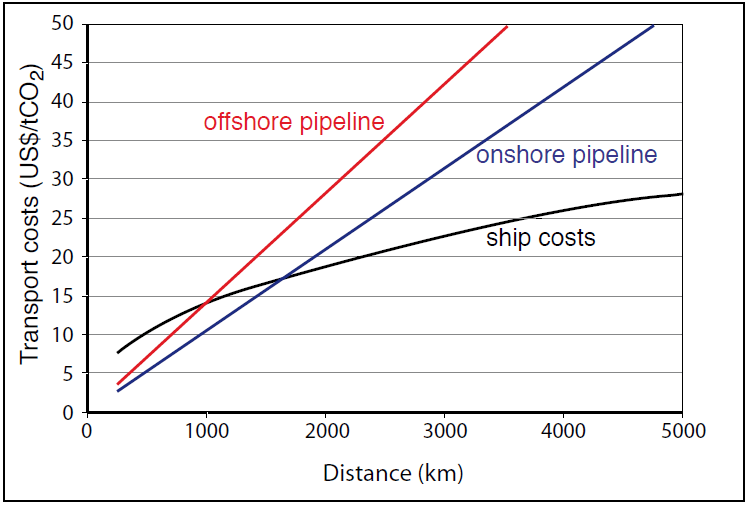 Transport costs (US$/tCO₂)
50
45
40
35
30
25
20
15
10
5
0
offshore pipeline
onshore pipeline
ship costs
0 1000 2000 3000 4000 5000
Distance (km)